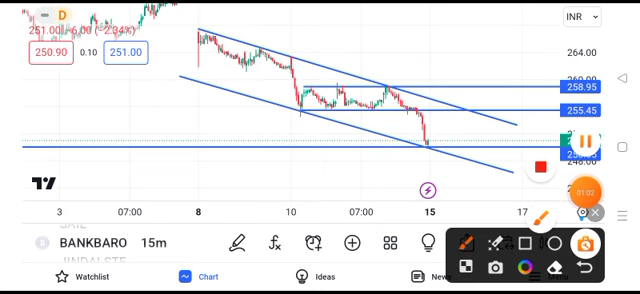 D
251.00 −6.00 (−2.34%)
250.90
0.10
251.00
INR
264.00
260.00
258.95
255.45
248.00
01:02
3
07:00
8
10
07:00
15
17
SAIL
BANKBARO
15m
JINDALSTE
Watchlist
Chart
Ideas
News
Menu